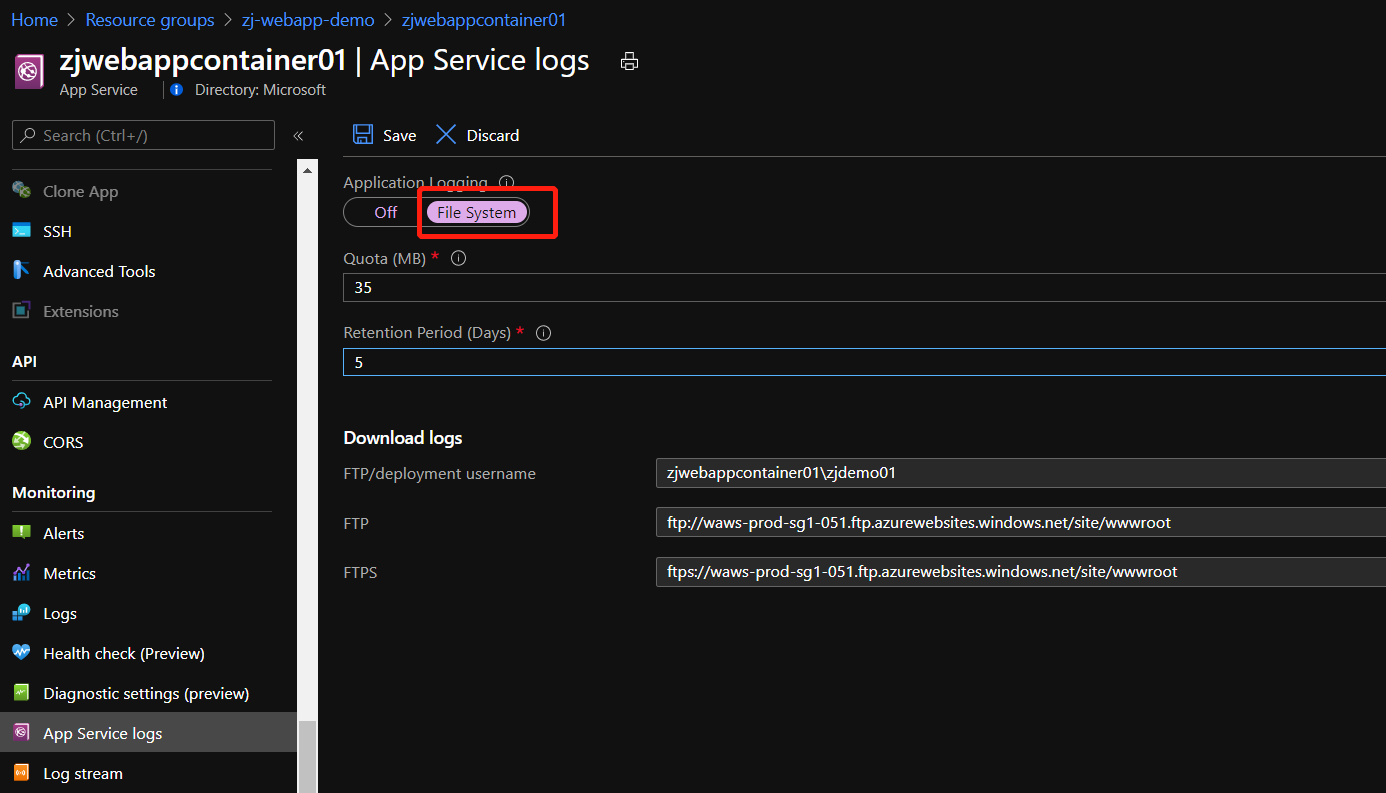 Home > Resource groups > zj-webapp-demo > zjwebappcontainer01
zjwebappcontainer01 | App Service logs
App Service
Directory: Microsoft
Search (Ctrl+/)
«
Clone App
SSH
Advanced Tools
Extensions
API
API Management
CORS
Monitoring
Alerts
Metrics
Logs
Health check (Preview)
Diagnostic settings (preview)
App Service logs
Log stream
Save
Discard
Application Logging
Off
File System
Quota (MB) *
35
Retention Period (Days) *
5
Download logs
FTP/deployment username
zjwebappcontainer01\zjdemo01
FTP
ftp://waws-prod-sg1-051.ftp.azurewebsites.windows.net/site/wwwroot
FTPS
ftps://waws-prod-sg1-051.ftp.azurewebsites.windows.net/site/wwwroot